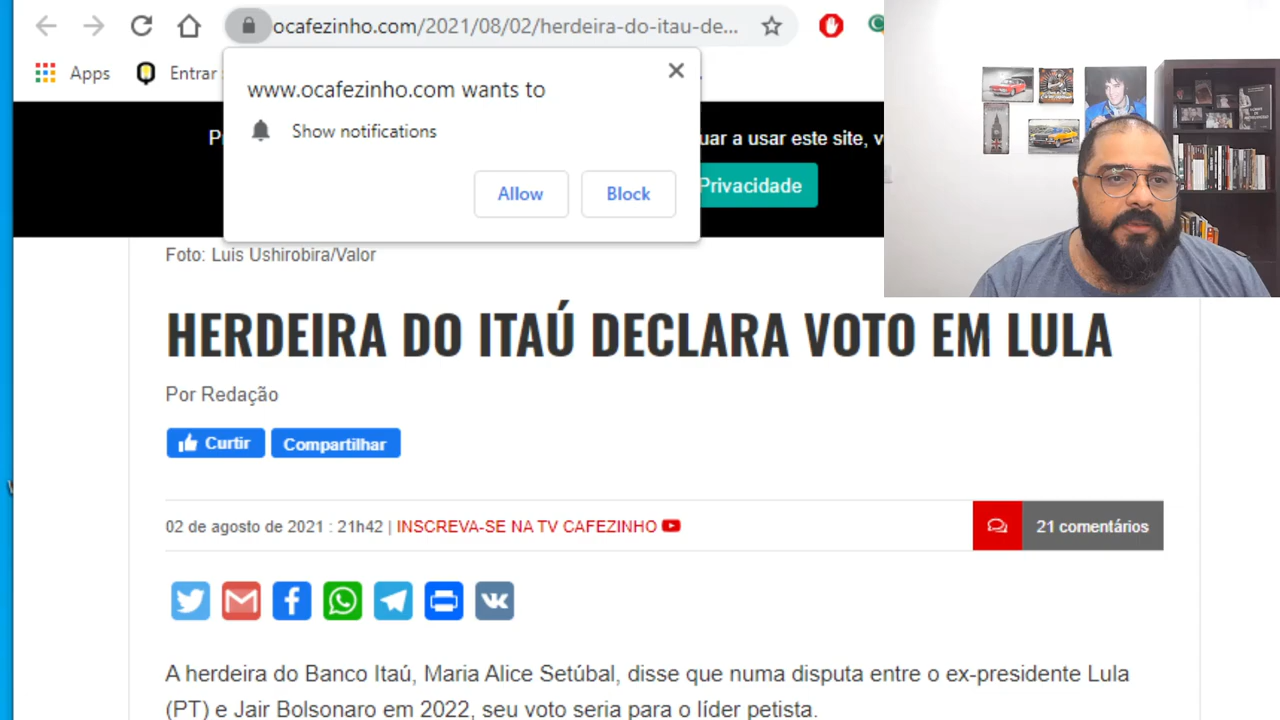 ocafezinho.com/2021/08/02/herdeira-do-itau-de...
Apps
Entrar
www.ocafezinho.com wants to
Show notifications
Allow
Block
uar a usar este site, v
Privacidade
Foto: Luis Ushirobira/Valor
HERDEIRA DO ITAÚ DECLARA VOTO EM LULA
Por Redação
Curtir
Compartilhar
02 de agosto de 2021 : 21h42 | INSCREVA-SE NA TV CAFEZINHO
21 comentários
A herdeira do Banco Itaú, Maria Alice Setúbal, disse que numa disputa entre o ex-presidente Lula
(PT) e Jair Bolsonaro em 2022, seu voto seria para o líder petista.